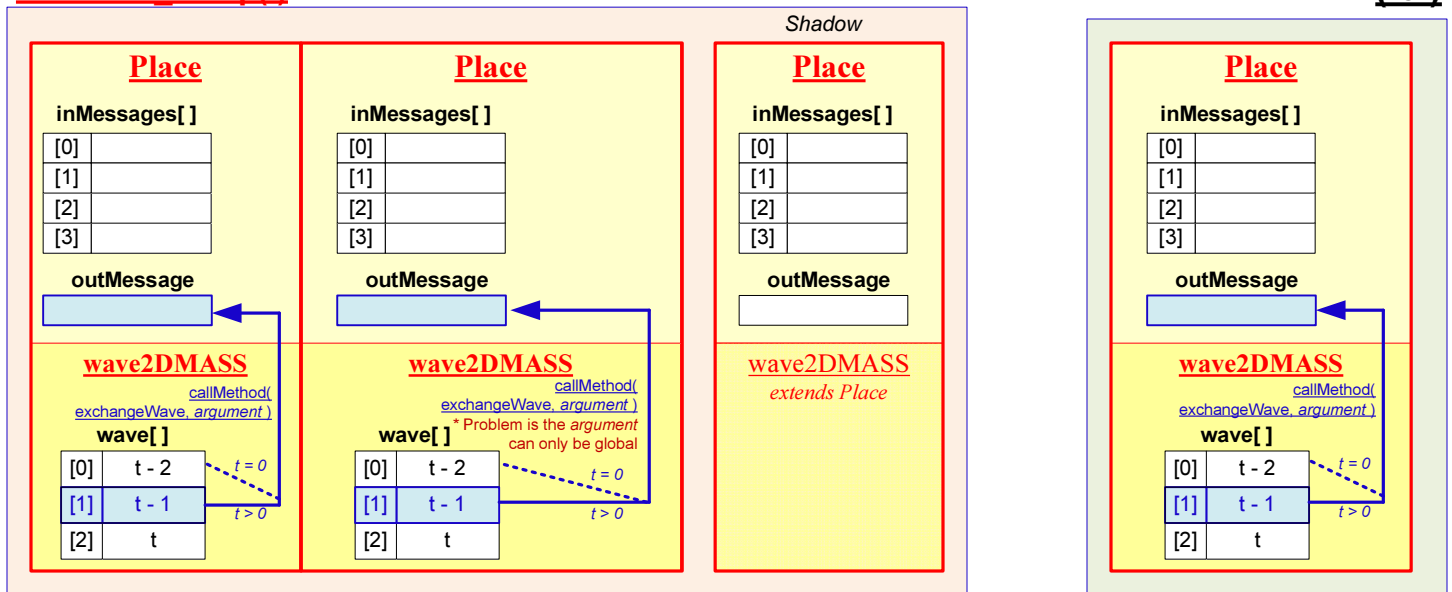 Shadow
Place
inMessages[ ]
[0]
[1]
[2]
[3]
outMessage
wave2DMASS
callMethod(
exchangeWave, argument )
wave[ ]
[0] t - 2
t = 0
[1] t - 1
t > 0
[2] t
Place
inMessages[ ]
[0]
[1]
[2]
[3]
outMessage
wave2DMASS
callMethod(
exchangeWave, argument )
* Problem is the argument
can only be global
wave[ ]
[0] t - 2
t = 0
[1] t - 1
t > 0
[2] t
Place
inMessages[ ]
[0]
[1]
[2]
[3]
outMessage
wave2DMASS
extends Place
Place
inMessages[ ]
[0]
[1]
[2]
[3]
outMessage
wave2DMASS
callMethod(
exchangeWave, argument )
wave[ ]
[0] t - 2
t = 0
[1] t - 1
t > 0
[2] t